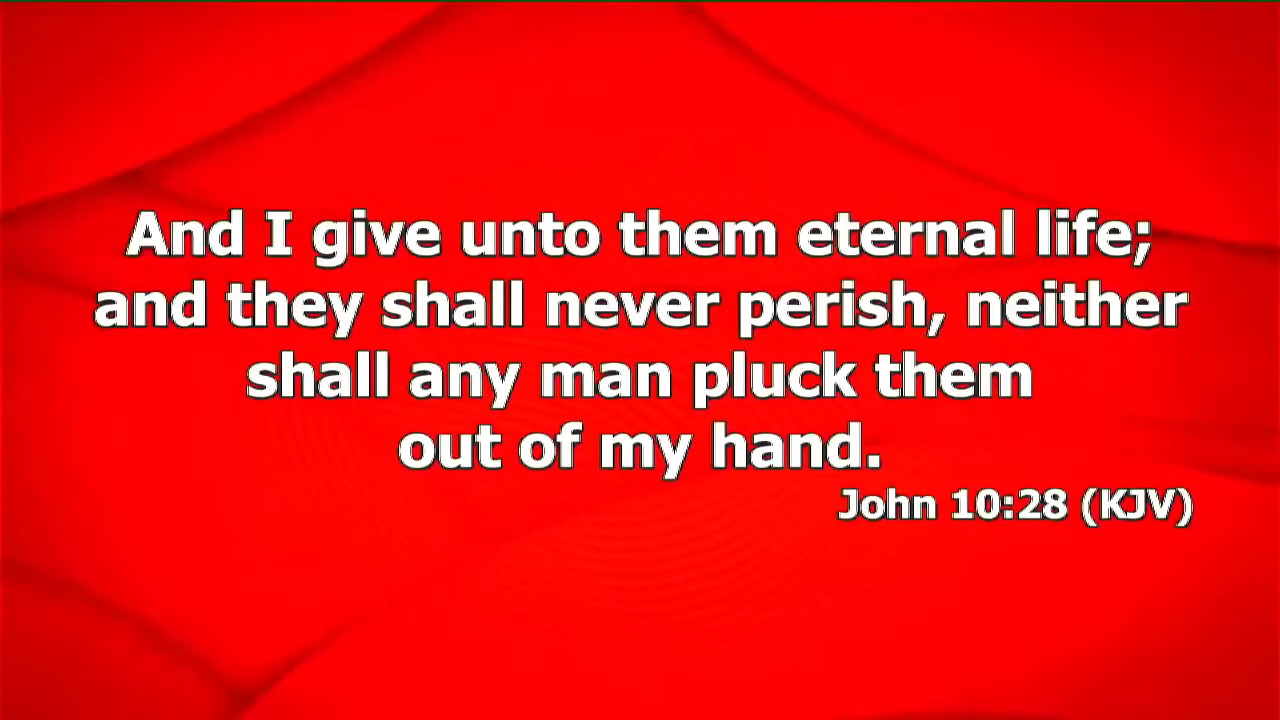 And I give unto them eternal life;
and they shall never perish, neither
shall any man pluck them
out of my hand.
John 10:28 (KJV)